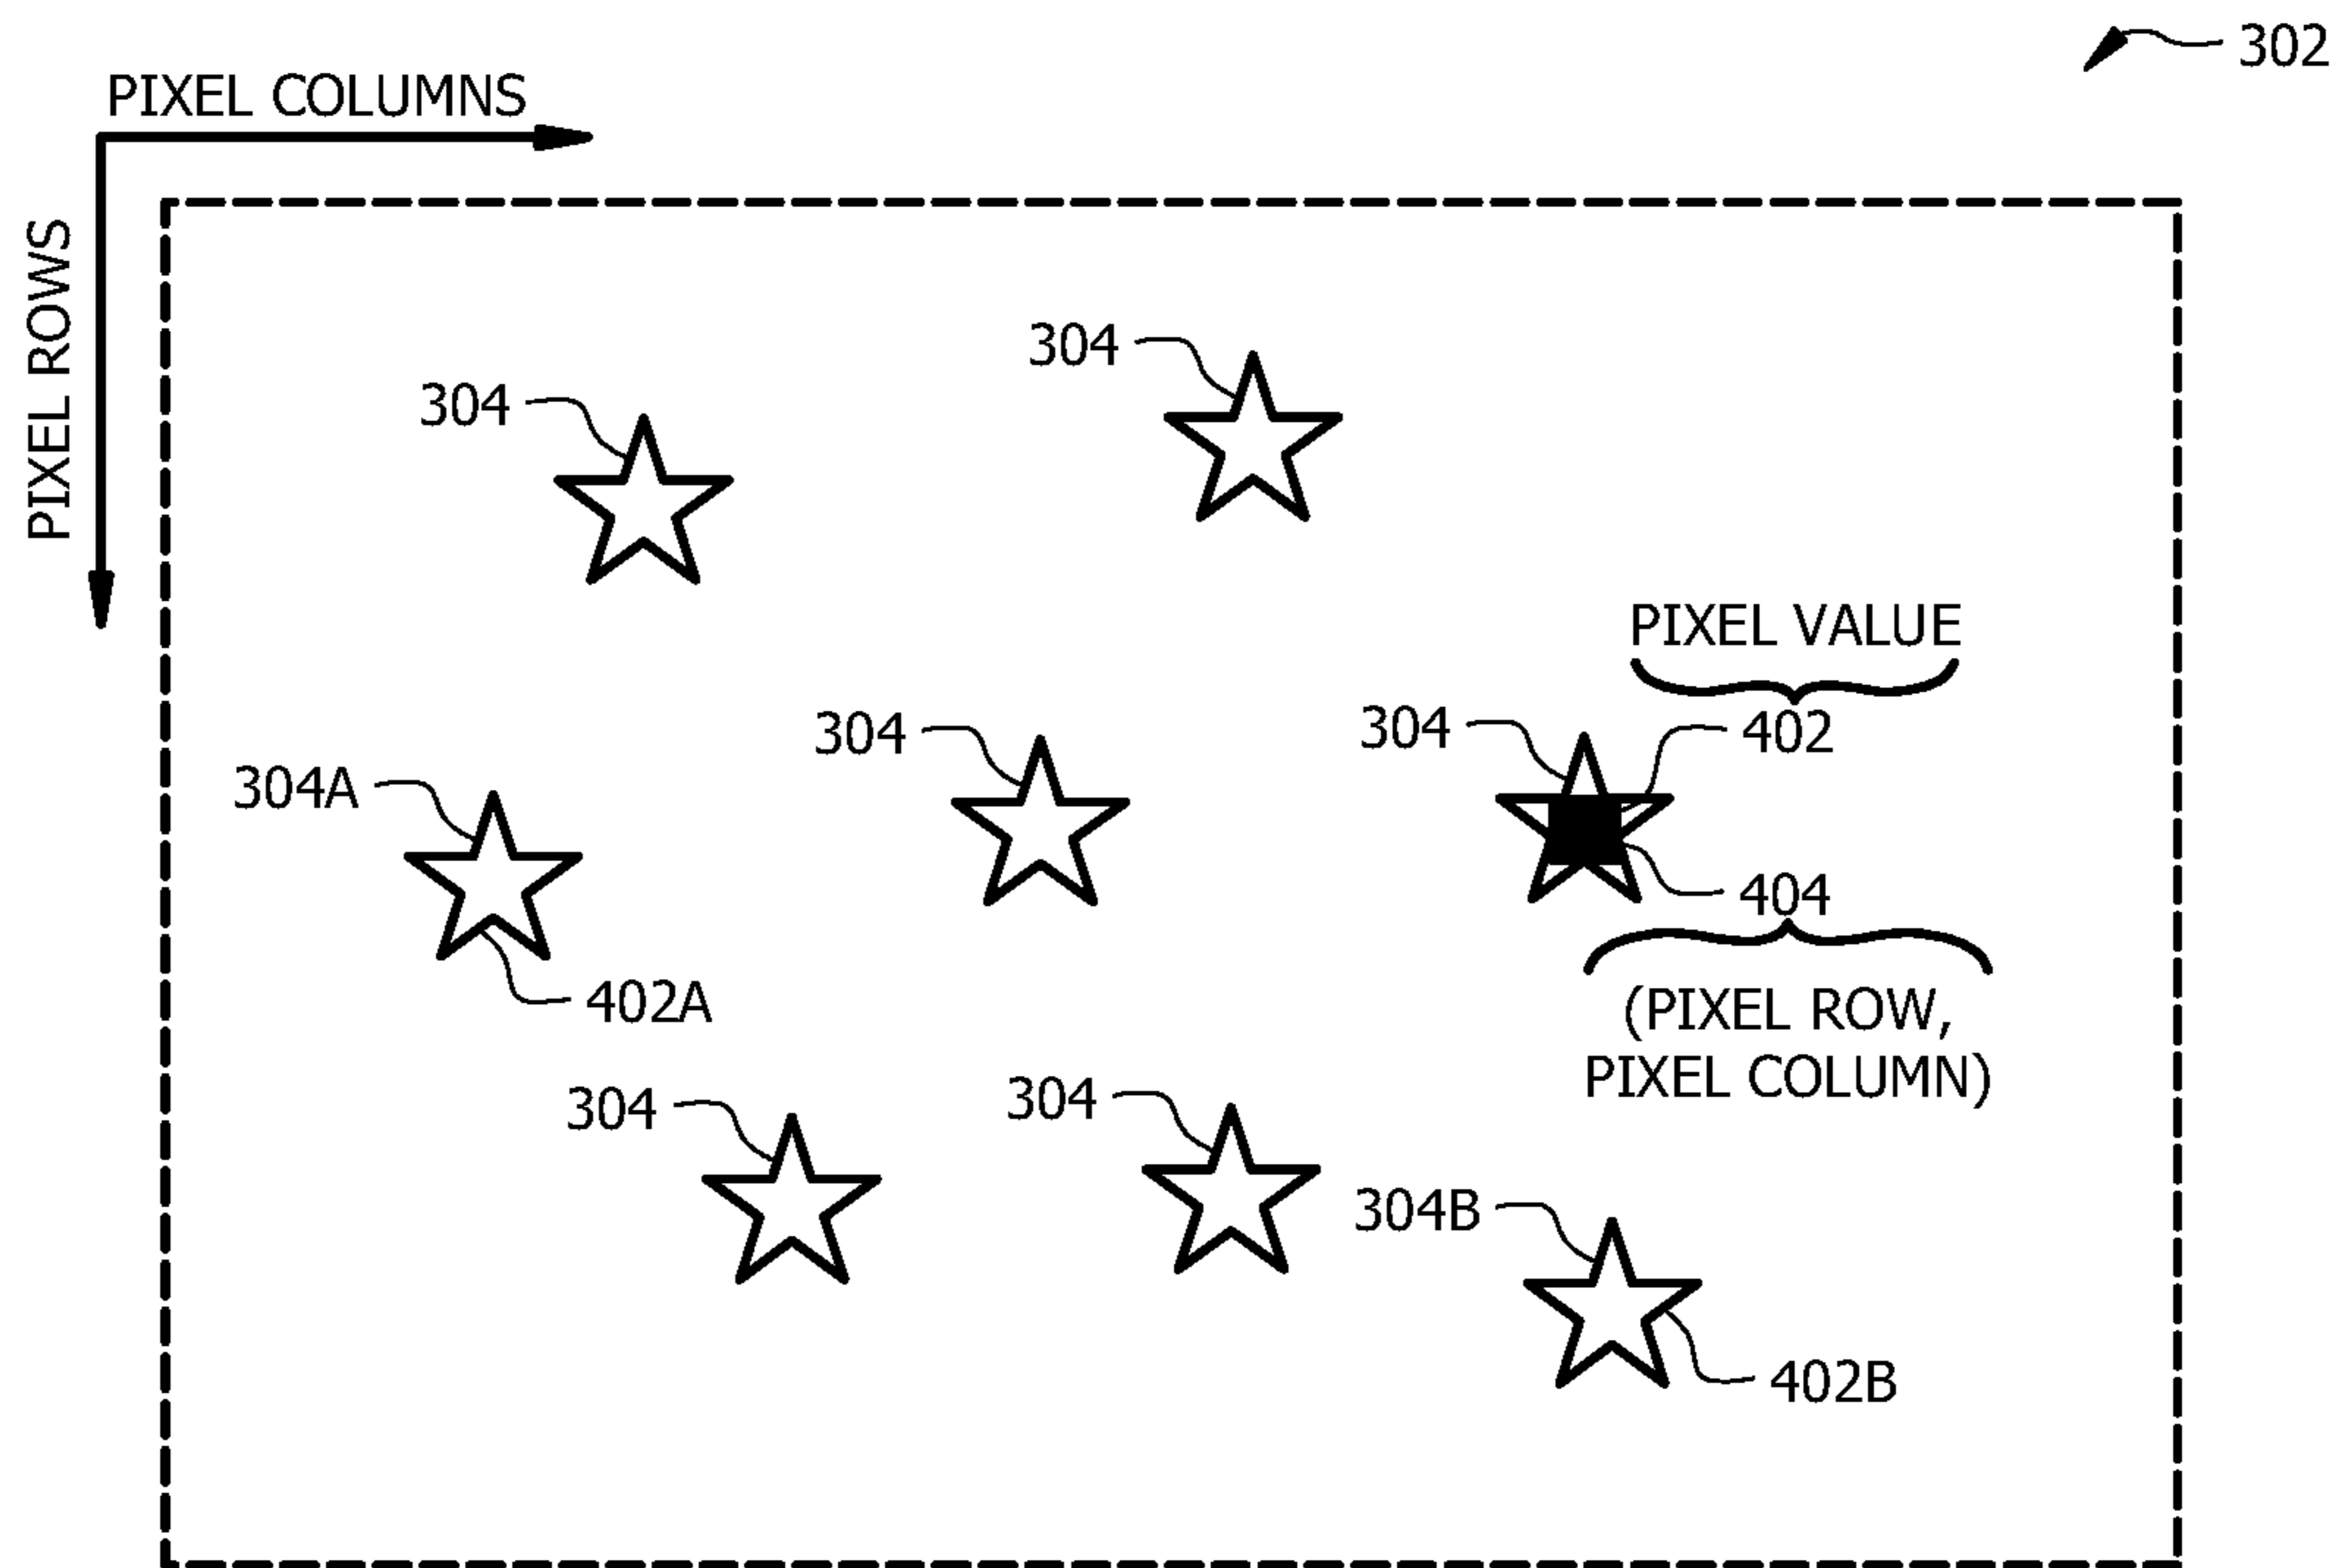 302
PIXEL COLUMNS
PIXEL ROWS
304
304
PIXEL VALUE
304
304
402
304A
404
402A
(PIXEL ROW,
PIXEL COLUMN)
304
304
304B
402B